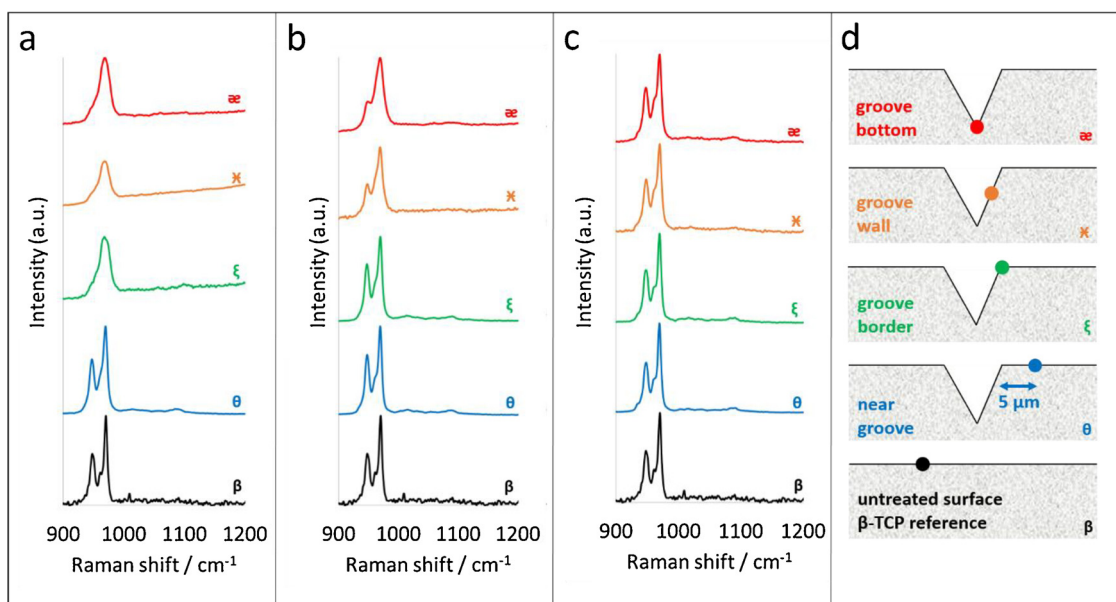 a
Intensity (a.u.)
æ
ӿ
ξ
θ
β
900 1000 1100 1200
Raman shift / cm⁻¹
b
æ
ӿ
ξ
θ
β
900 1000 1100 1200
Raman shift / cm⁻¹
c
Intensity (a.u.)
æ
ӿ
ξ
θ
β
900 1000 1100 1200
Raman shift / cm⁻¹
d
groove
bottom
æ
groove
wall
ӿ
groove
border
ξ
5 μm
near
groove
θ
untreated surface
β-TCP reference
β